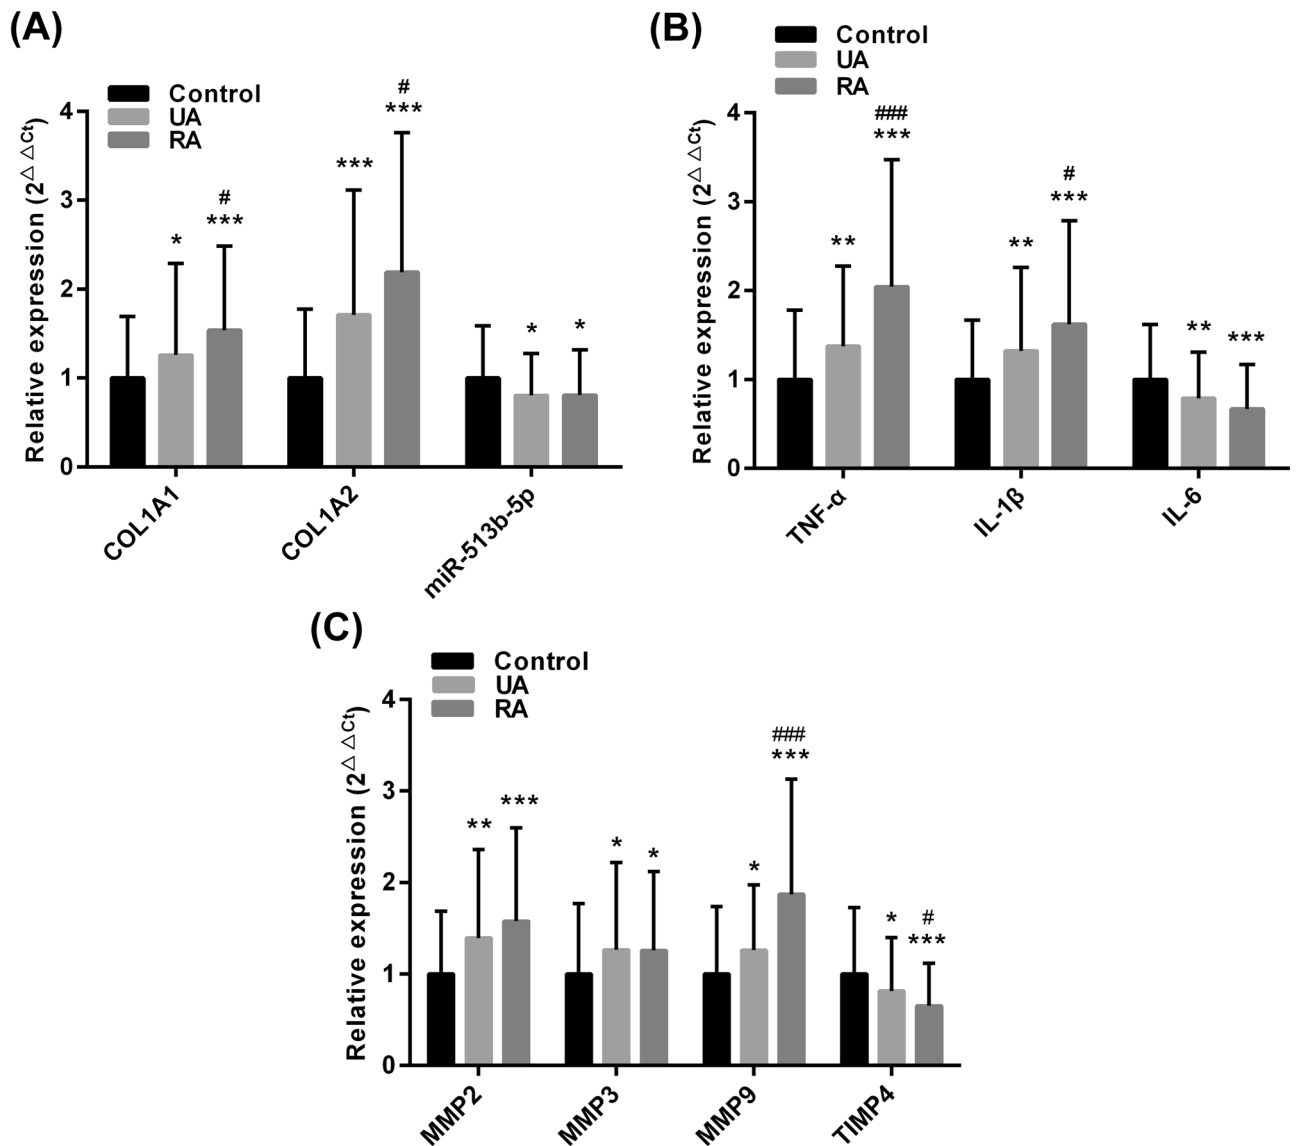 (A)
Control
UA
RA
Relative expression (2△△Ct)
4
3
2
1
0
*
#
***
***
#
***
*
*
COL1A1
COL1A2
miR-513b-5p
(B)
Control
UA
RA
Relative expression (2△△Ct)
4
3
2
1
0
**
###
***
**
#
***
**
***
TNF-α
IL-1β
IL-6
(C)
Control
UA
RA
Relative expression (2△△Ct)
4
3
2
1
0
**
***
*
*
*
###
***
*
#
***
MMP2
MMP3
MMP9
TIMP4